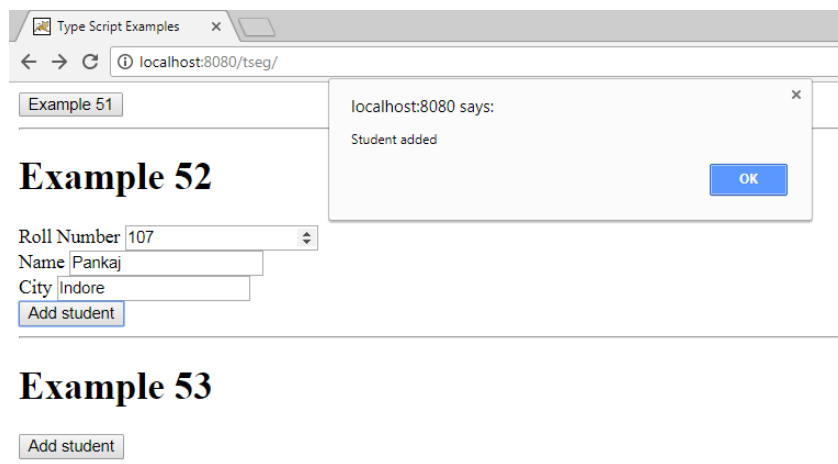 Type Script Examples
localhost:8080/tseg/
Example 51
localhost:8080 says:
Student added
OK
Example 52
Roll Number 107
Name Pankaj
City Indore
Add student
Example 53
Add student